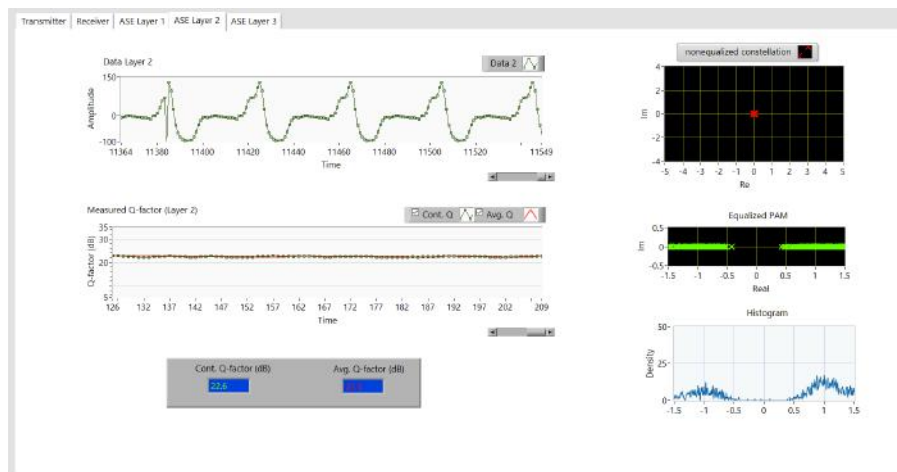 Transmitter Receiver ASE Layer 1 ASE Layer 2 ASE Layer 3
Data Layer 2
Data 2
150
0
-100
Amplitude
11364 11380 11400 11420 11440 11460 11480 11500 11520 11549
Time
Measured Q-factor (Layer 2)
Cont. Q Avg. Q
35
30
20
5
Q-factor (dB)
126 132 137 142 147 152 157 162 167 172 177 182 187 192 197 202 209
Time
Cont. Q-factor (dB) Avg. Q-factor (dB)
22.6
nonequalized constellation
4
2
0
-2
-4
Im
-5 -4 -3 -2 -1 0 1 2 3 4 5
Re
Equalized PAM
0.5
0
-0.5
Im
-1.5 -1 -0.5 0 0.5 1 1.5
Real
Histogram
50
25
0
Density
-1.5 -1 -0.5 0 0.5 1 1.5